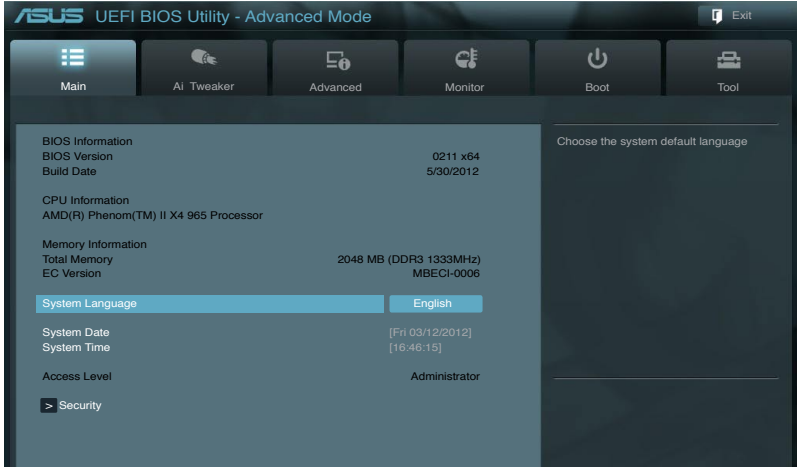 ASUS UEFI BIOS Utility - Advanced Mode Exit
Main Ai Tweaker Advanced Monitor Boot Tool
BIOS Information
BIOS Version 0211 x64
Build Date 5/30/2012
CPU Information
AMD(R) Phenom(TM) II X4 965 Processor
Memory Information
Total Memory 2048 MB (DDR3 1333MHz)
EC Version MBECI-0006
System Language English
System Date [Fri 03/12/2012]
System Time [16:46:15]
Access Level Administrator
> Security
Choose the system default language